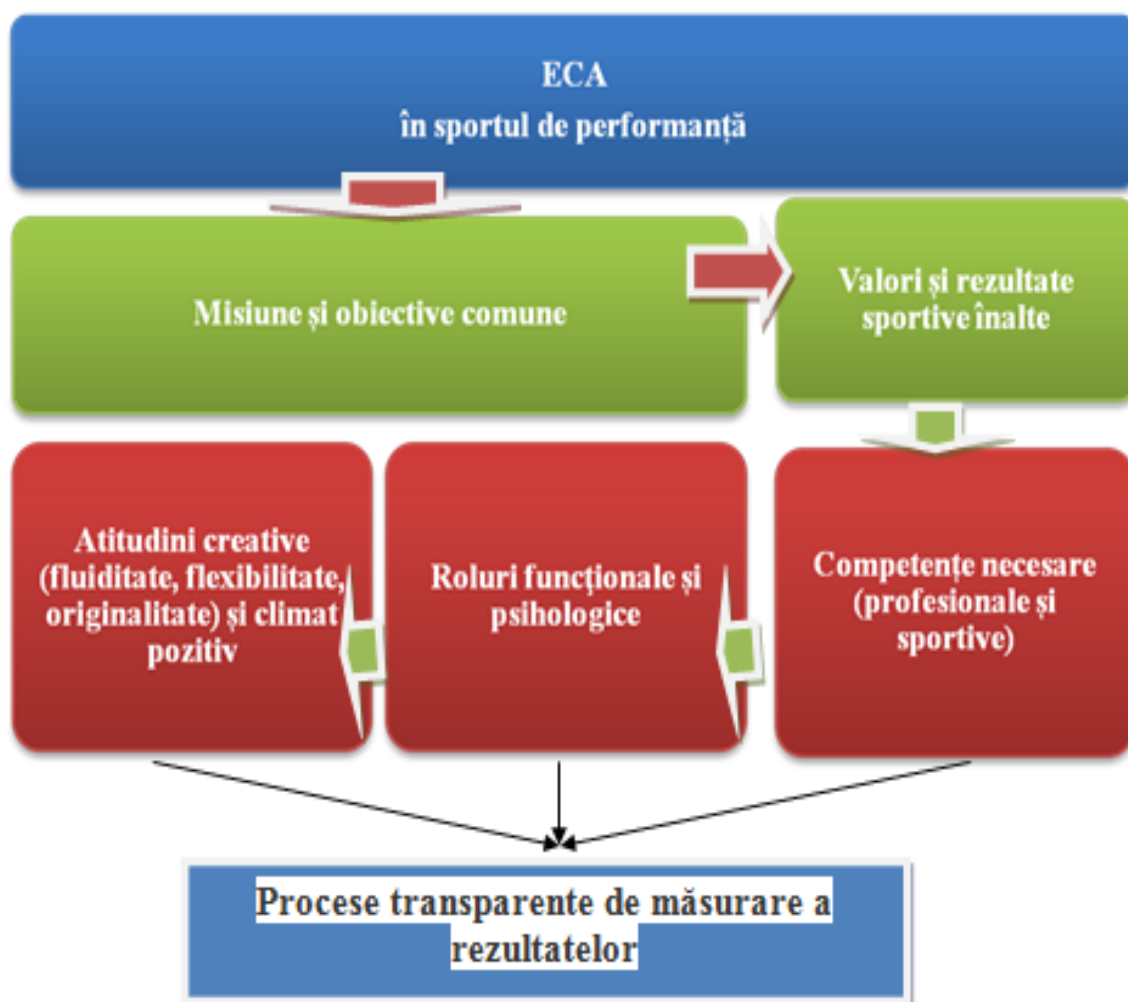 ECA
în sportul de performanță
Misiune și obiective comune
Valori și rezultate
sportive înalte
Atitudini creative
(fluiditate, flexibilitate,
originalitate) și climat
pozitiv
Roluri funcționale și
psihologice
Competențe necesare
(profesionale și
sportive)
Procese transparente de măsurare a
rezultatelor